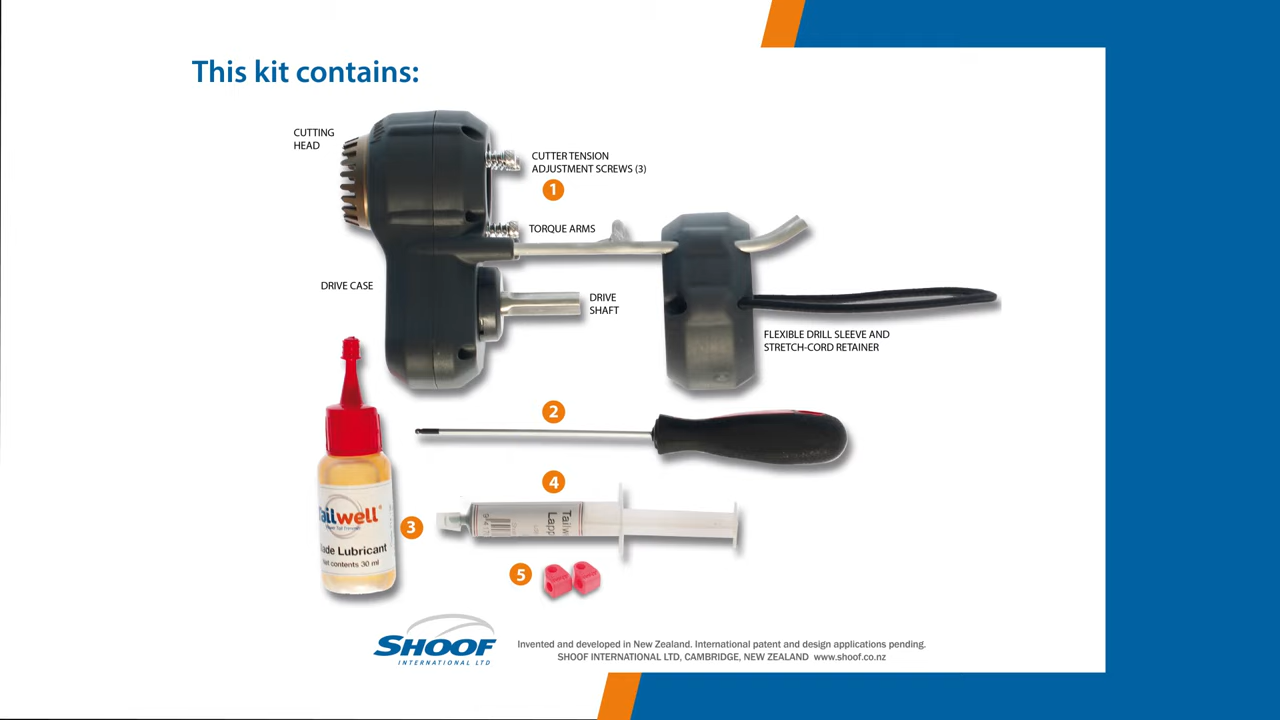 This kit contains:
CUTTING
HEAD
CUTTER TENSION
ADJUSTMENT SCREWS (3)
1
TORQUE ARMS
DRIVE CASE
DRIVE
SHAFT
FLEXIBLE DRILL SLEEVE AND
STRETCH-CORD RETAINER
2
4
ailwell
ade Lubricant
et contents 30 ml
3
Tailw
Lapp
5
SHOOF
INTERNATIONAL LTD
Invented and developed in New Zealand. International patent and design applications pending.
SHOOF INTERNATIONAL LTD, CAMBRIDGE, NEW ZEALAND www.shoof.co.nz